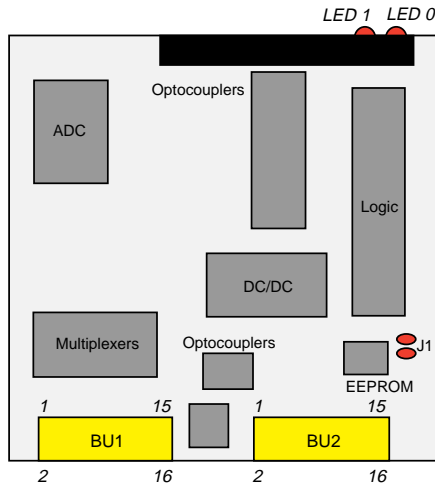 LED 1 LED 0
Optocouplers
ADC
Logic
DC/DC
Multiplexers
Optocouplers
J1
EEPROM
1 15 1 15
BU1 BU2
2 16 2 16